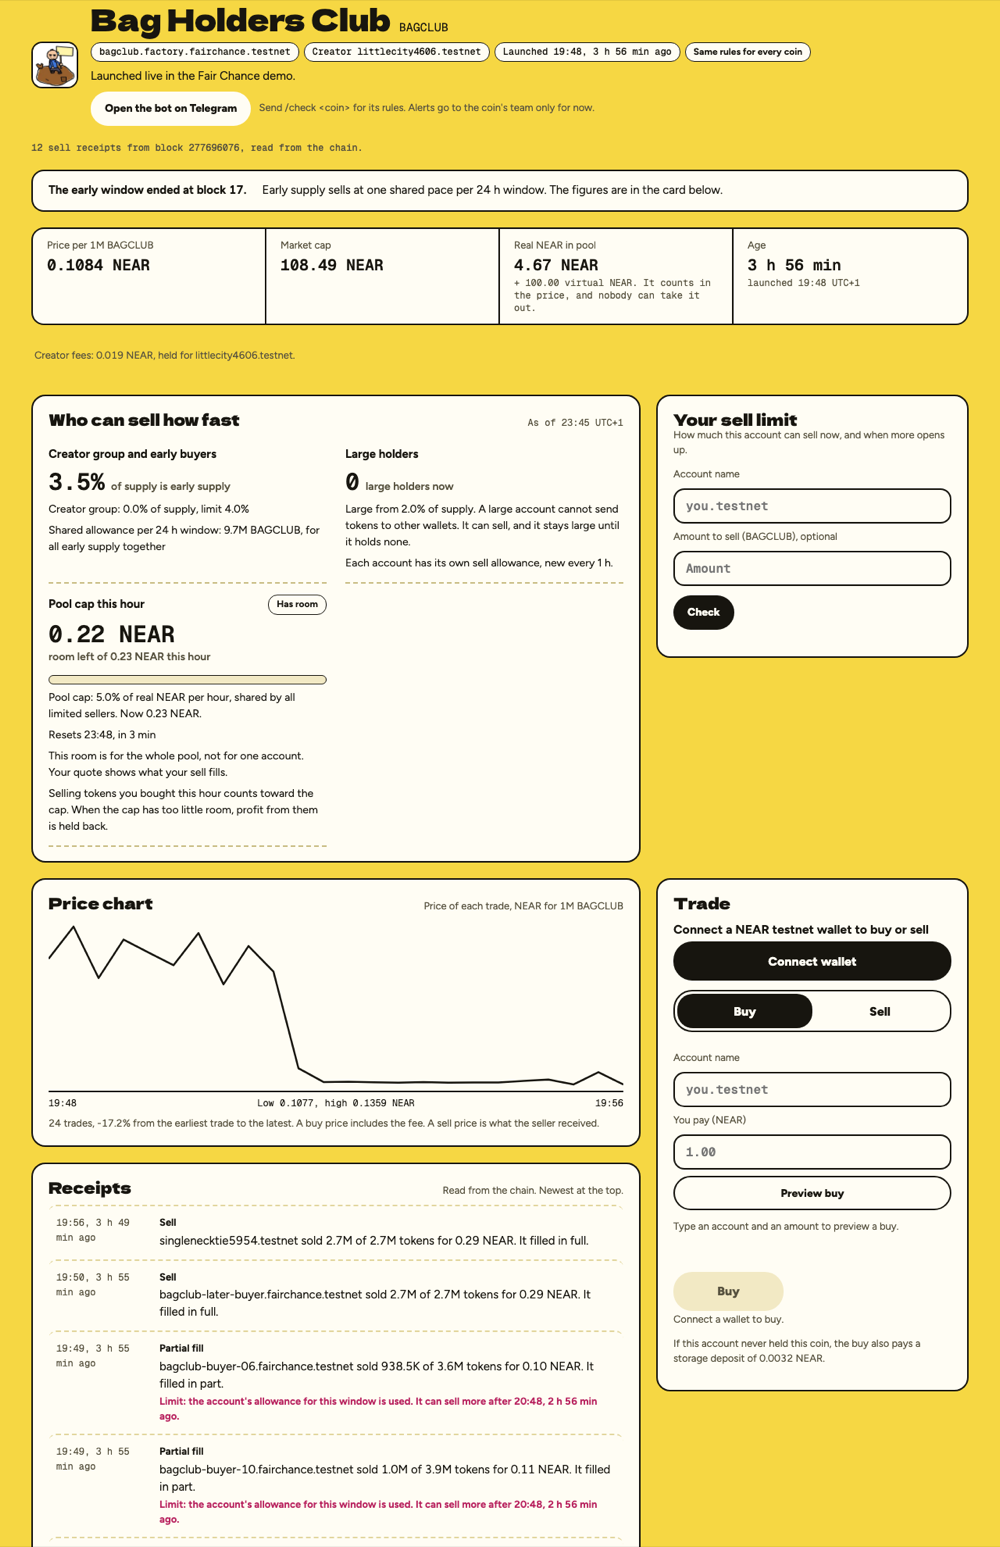 Bag Holders Club BAGCLUB
bagclub.factory.fairchance.testnet Creator littlecity4606.testnet Launched 19:48, 3 h 56 min ago Same rules for every coin
Launched live in the Fair Chance demo.
Open the bot on Telegram Send /check <coin> for its rules. Alerts go to the coin's team only for now.
12 sell receipts from block 277696076, read from the chain.
The early window ended at block 17. Early supply sells at one shared pace per 24 h window. The figures are in the card below.
Price per 1M BAGCLUB
0.1084 NEAR
Market cap
108.49 NEAR
Real NEAR in pool
4.67 NEAR
+ 100.00 virtual NEAR. It counts in
the price, and nobody can take it
out.
Age
3 h 56 min
launched 19:48 UTC+1
Creator fees: 0.019 NEAR, held for littlecity4606.testnet.
Who can sell how fast
As of 23:45 UTC+1
Creator group and early buyers
3.5% of supply is early supply
Creator group: 0.0% of supply, limit 4.0%
Shared allowance per 24 h window: 9.7M BAGCLUB, for
all early supply together
Large holders
0 large holders now
Large from 2.0% of supply. A large account cannot send
tokens to other wallets. It can sell, and it stays large until
it holds none.
Each account has its own sell allowance, new every 1 h.
Pool cap this hour
Has room
0.22 NEAR
room left of 0.23 NEAR this hour
Pool cap: 5.0% of real NEAR per hour, shared by all
limited sellers. Now 0.23 NEAR.
Resets 23:48, in 3 min
This room is for the whole pool, not for one account.
Your quote shows what your sell fills.
Selling tokens you bought this hour counts toward the
cap. When the cap has too little room, profit from them
is held back.
Your sell limit
How much this account can sell now, and when more opens
up.
Account name
you.testnet
Amount to sell (BAGCLUB), optional
Amount
Check
Price chart
Price of each trade, NEAR for 1M BAGCLUB
19:48 Low 0.1077, high 0.1359 NEAR 19:56
24 trades, -17.2% from the earliest trade to the latest. A buy price includes the fee. A sell price is what the seller received.
Trade
Connect a NEAR testnet wallet to buy or sell
Connect wallet
Buy Sell
Account name
you.testnet
You pay (NEAR)
1.00
Preview buy
Type an account and an amount to preview a buy.
Buy
Connect a wallet to buy.
If this account never held this coin, the buy also pays a
storage deposit of 0.0032 NEAR.
Receipts
Read from the chain. Newest at the top.
19:56, 3 h 49
min ago
Sell
singlenecktie5954.testnet sold 2.7M of 2.7M tokens for 0.29 NEAR. It filled in full.
19:50, 3 h 55
min ago
Sell
bagclub-later-buyer.fairchance.testnet sold 2.7M of 2.7M tokens for 0.29 NEAR. It
filled in full.
19:49, 3 h 55
min ago
Partial fill
bagclub-buyer-06.fairchance.testnet sold 938.5K of 3.6M tokens for 0.10 NEAR. It
filled in part.
Limit: the account's allowance for this window is used. It can sell more after 20:48, 2 h 56 min
ago.
19:49, 3 h 55
min ago
Partial fill
bagclub-buyer-10.fairchance.testnet sold 1.0M of 3.9M tokens for 0.11 NEAR. It filled
in part.
Limit: the account's allowance for this window is used. It can sell more after 20:48, 2 h 56 min
ago.